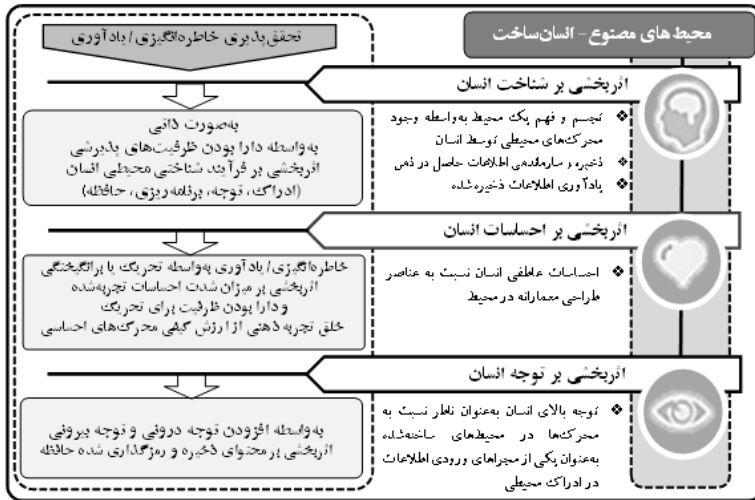 محیط‌های مصنوع - انسان‌ساخت
تحقق‌پذیری خاطره‌انگیزی/یادآوری
اثربخشی بر شناخت انسان
❖ تجسم و فهم یک محیط به‌واسطه وجود
محرک‌های محیطی توسط انسان
❖ ذخیره و سازماندهی اطلاعات حاصل در ذهن
❖ یادآوری اطلاعات ذخیره‌شده
به‌صورت ذاتی
به‌واسطه دارا بودن ظرفیت‌های پذیرشی
اثربخشی بر فرآیند شناختی محیطی انسان
(ادراک، توجه، برنامه‌ریزی، حافظه)
اثربخشی بر احساسات انسان
❖ احساسات عاطفی انسان نسبت به عناصر
طراحی معمارانه در محیط
خاطره‌انگیزی/یادآوری به‌واسطه تحریک یا برانگیختگی
اثربخشی بر میزان شدت احساسات تجربه‌شده
و دارا بودن ظرفیت برای تحریک
خلق تجربه ذهنی از ارزش کیفی محرک‌های احساسی
اثربخشی بر توجه انسان
❖ توجه بالای انسان به‌عنوان ناظر نسبت به
محرک‌ها در محیط‌های ساخته‌شده
به‌عنوان یکی از مجراهای ورودی اطلاعات
در ادراک محیطی
به‌واسطه افزودن توجه درونی و توجه بیرونی
اثربخشی بر محتوای ذخیره و رمزگذاری شده حافظه